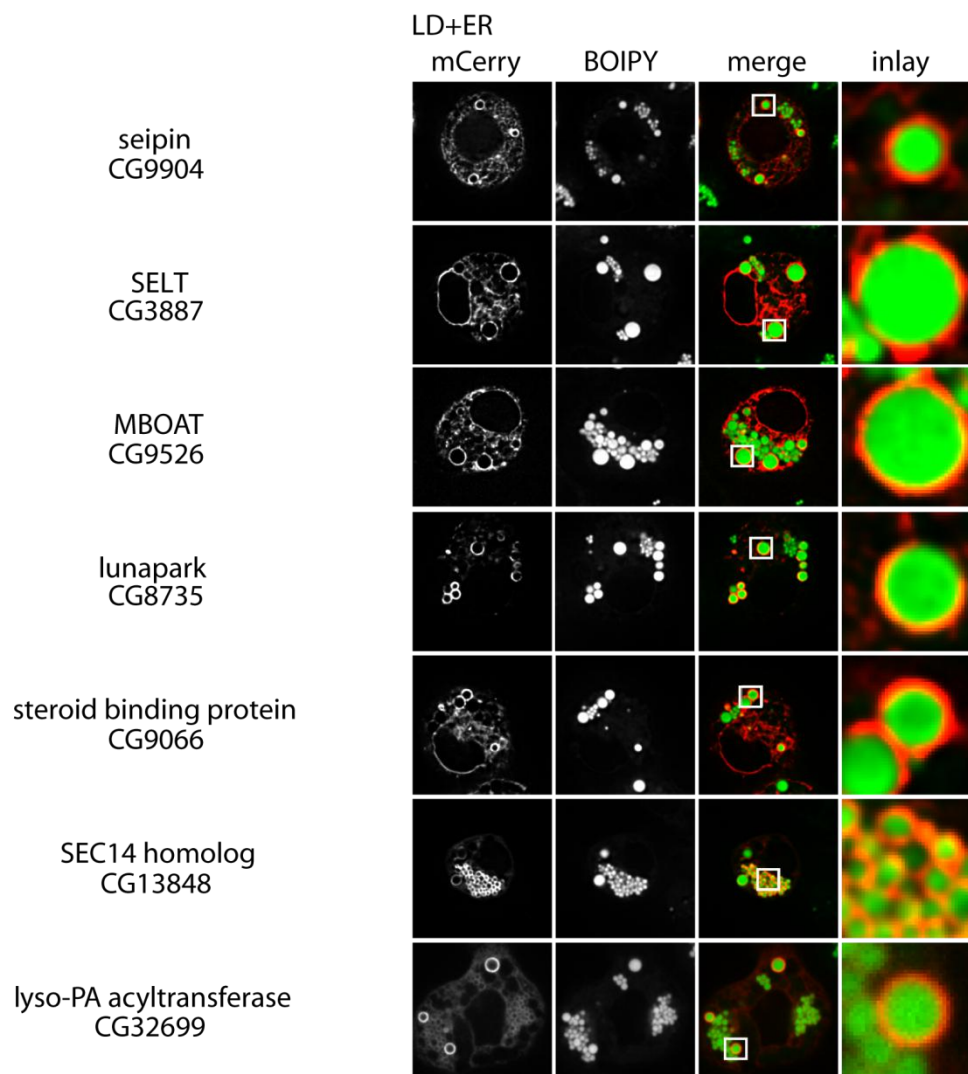 LD+ER
mCerry BOIPY merge inlay
seipin
CG9904
SELT
CG3887
MBOAT
CG9526
lunapark
CG8735
steroid binding protein
CG9066
SEC14 homolog
CG13848
lyso-PA acyltransferase
CG32699